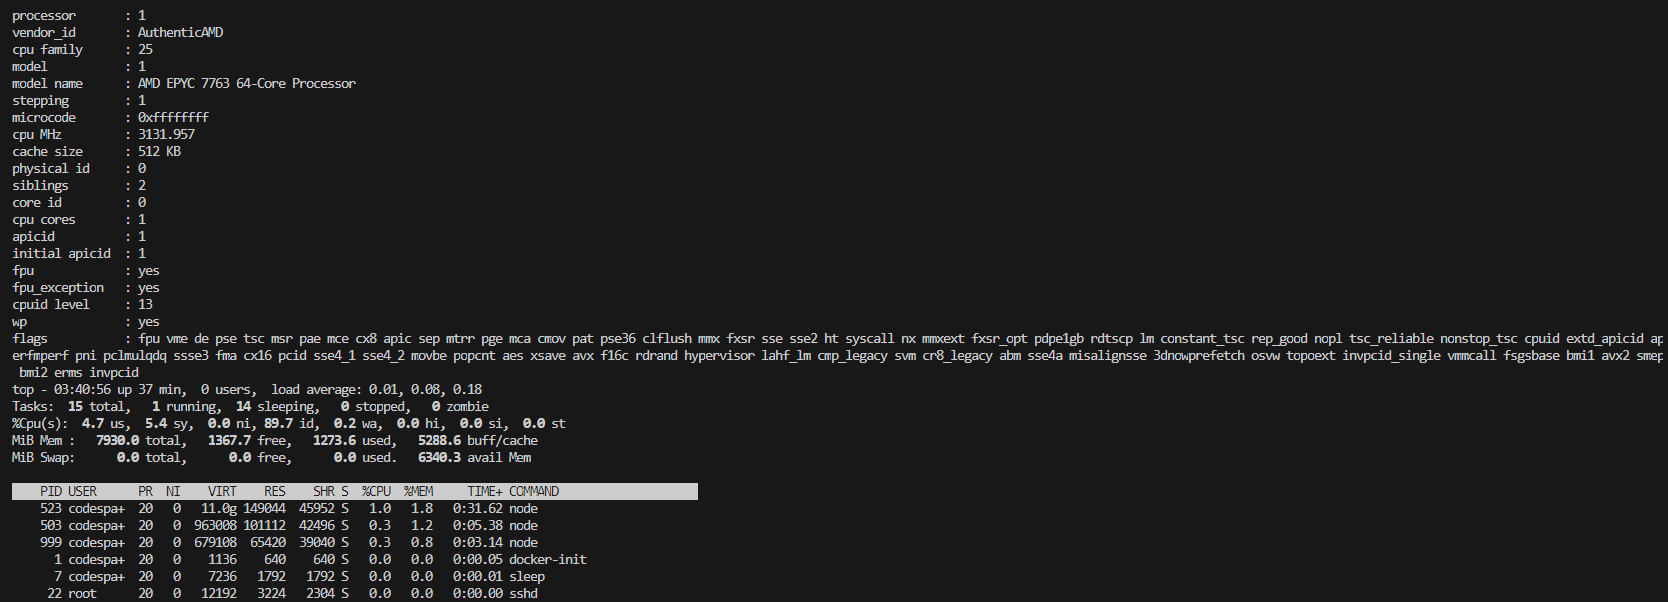 processor : 1
vendor_id : AuthenticAMD
cpu family : 25
model : 1
model name : AMD EPYC 7763 64-Core Processor
stepping : 1
microcode : 0xffffffff
cpu MHz : 3131.957
cache size : 512 KB
physical id : 0
siblings : 2
core id : 0
cpu cores : 1
apicid : 1
initial apicid : 1
fpu : yes
fpu_exception : yes
cpuid level : 13
wp : yes
flags : fpu vme de pse tsc msr pae mce cx8 apic sep mtrr pge mca cmov pat pse36 clflush mmx fxsr sse sse2 ht syscall nx mmxext fxsr_opt pdpe1gb rdtscp lm constant_tsc rep_good nopl tsc_reliable nonstop_tsc cpuid extd_apicid ap
erfmperf pni pclmulqdq ssse3 fma cx16 pcid sse4_1 sse4_2 movbe popcnt aes xsave avx f16c rdrand hypervisor lahf_lm cmp_legacy svm cr8_legacy abm sse4a misalignsse 3dnowprefetch osvw topoext invpcid_single vmmcall fsgsbase bmi1 avx2 smep
bmi2 erms invpcid
top - 03:40:56 up 37 min, 0 users, load average: 0.01, 0.08, 0.18
Tasks: 15 total, 1 running, 14 sleeping, 0 stopped, 0 zombie
%Cpu(s): 4.7 us, 5.4 sy, 0.0 ni, 89.7 id, 0.2 wa, 0.0 hi, 0.0 si, 0.0 st
MiB Mem : 7930.0 total, 1367.7 free, 1273.6 used, 5288.6 buff/cache
MiB Swap: 0.0 total, 0.0 free, 0.0 used. 6340.3 avail Mem
PID USER PR NI VIRT RES SHR S %CPU %MEM TIME+ COMMAND
523 codespa+ 20 0 11.0g 149044 45952 S 1.0 1.8 0:31.62 node
503 codespa+ 20 0 963008 101112 42496 S 0.3 1.2 0:05.38 node
999 codespa+ 20 0 679108 65420 39040 S 0.3 0.8 0:03.14 node
1 codespa+ 20 0 1136 640 640 S 0.0 0.0 0:00.05 docker-init
7 codespa+ 20 0 7236 1792 1792 S 0.0 0.0 0:00.01 sleep
22 root 20 0 12192 3224 2304 S 0.0 0.0 0:00.00 sshd